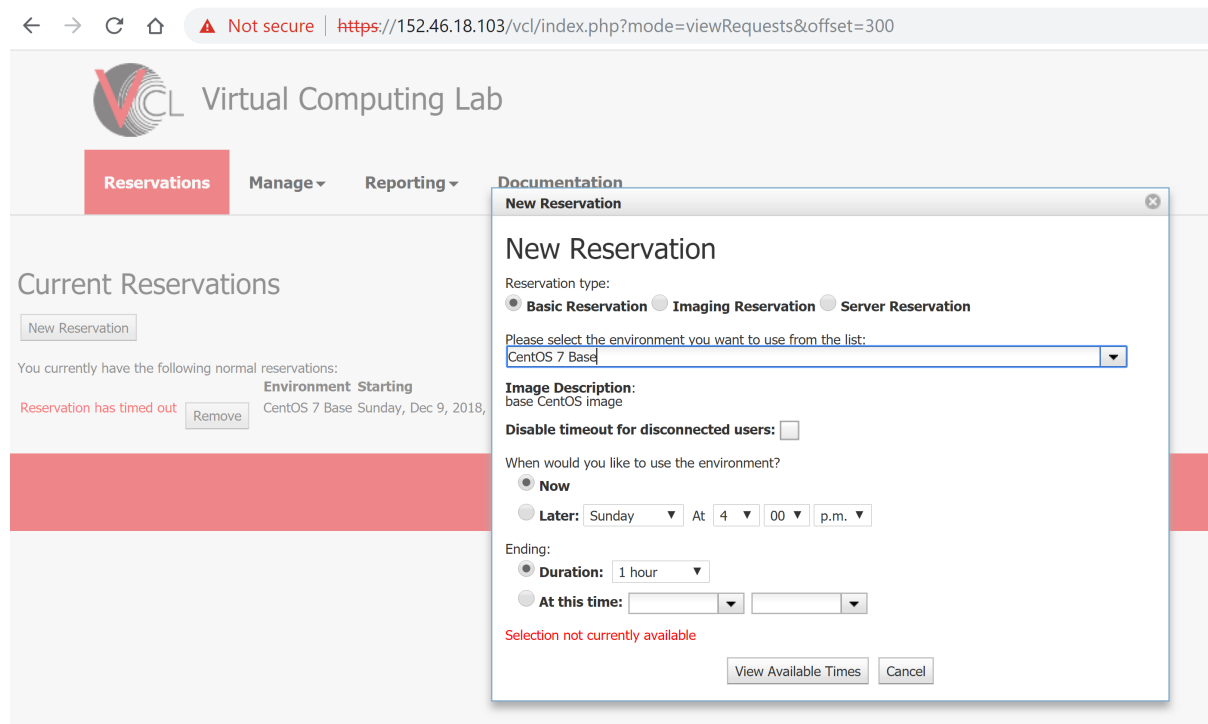 Not secure | https://152.46.18.103/vcl/index.php?mode=viewRequests&offset=300
VCL Virtual Computing Lab
Reservations Manage Reporting Documentation
Current Reservations
New Reservation
You currently have the following normal reservations:
Environment Starting
Reservation has timed out Remove CentOS 7 Base Sunday, Dec 9, 2018,
New Reservation
New Reservation
Reservation type:
Basic Reservation Imaging Reservation Server Reservation
Please select the environment you want to use from the list:
CentOS 7 Base
Image Description:
base CentOS image
Disable timeout for disconnected users:
When would you like to use the environment?
Now
Later: Sunday At 4 00 p.m.
Ending:
Duration: 1 hour
At this time:
Selection not currently available
View Available Times Cancel